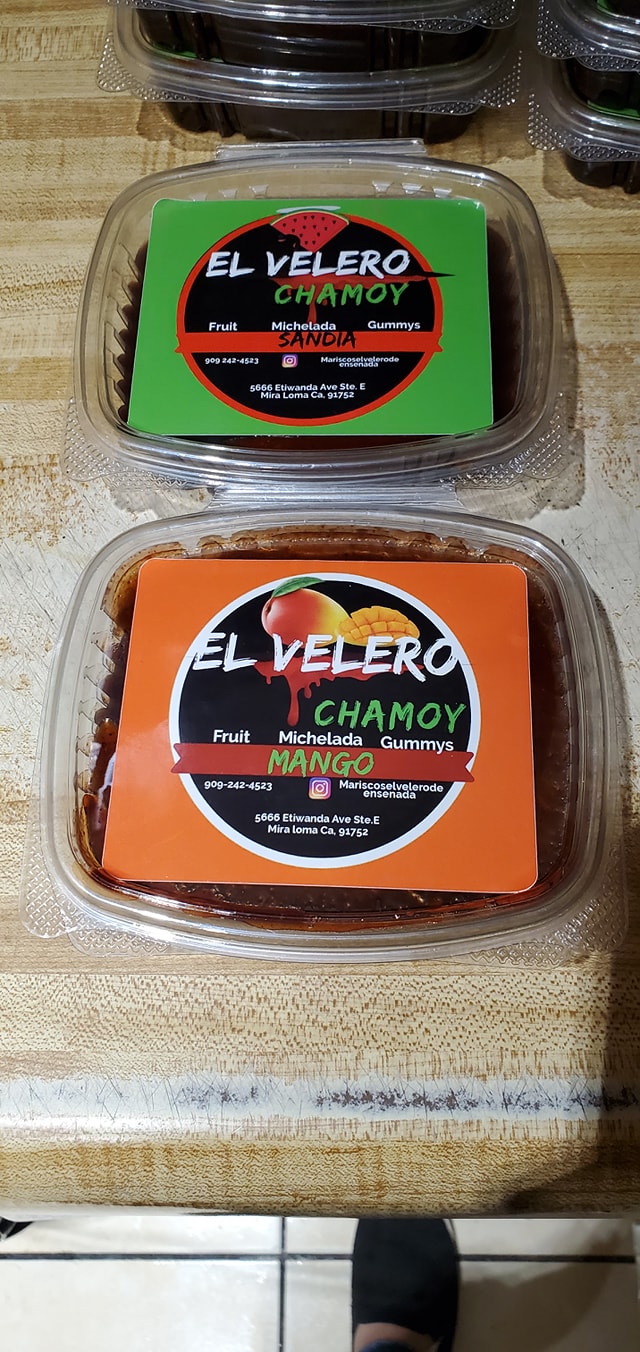 EL VELERO
CHAMOY
Fruit Michelada Gummys
SANDIA
909 242-4523 Mariscoselvelerode
ensenada
5666 Etiwanda Ave Ste. E
Mira Loma Ca, 91752
EL VELERO
CHAMOY
Fruit Michelada Gummys
MANGO
909-242-4523 Mariscoselvelerode
ensenada
5666 Etiwanda Ave Ste.E
Mira loma Ca, 91752